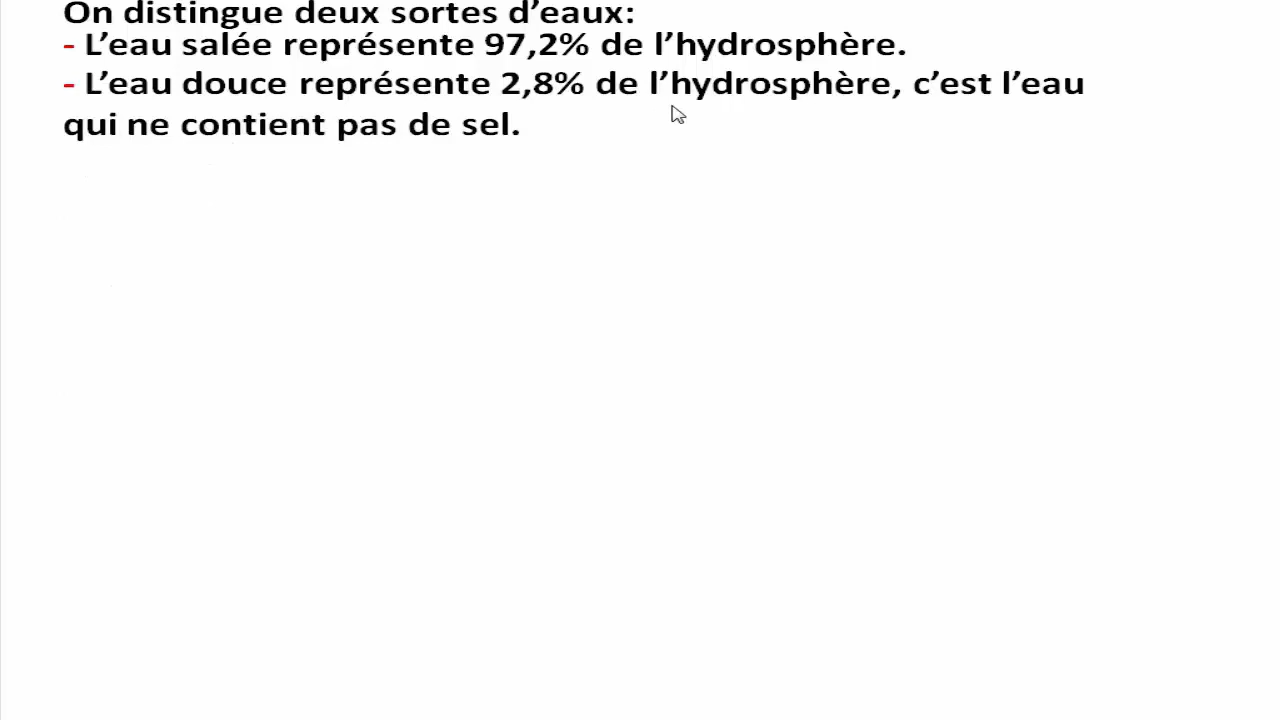 On distingue deux sortes d’eaux:
- L’eau salée représente 97,2% de l’hydrosphère.
- L’eau douce représente 2,8% de l’hydrosphère, c’est l’eau
qui ne contient pas de sel.